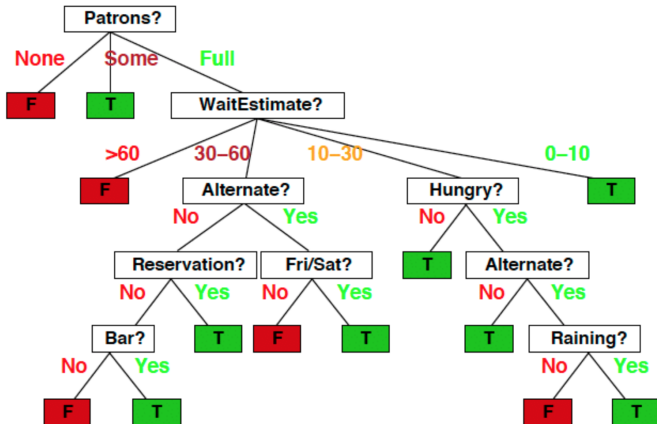 Patrons?
None Some Full
F T WaitEstimate?
>60 30–60 10–30 0–10
F Alternate? Hungry? T
No Yes No Yes
Reservation? Fri/Sat? T Alternate?
No Yes No Yes No Yes
Bar? T F T T Raining?
No Yes No Yes
F T F T